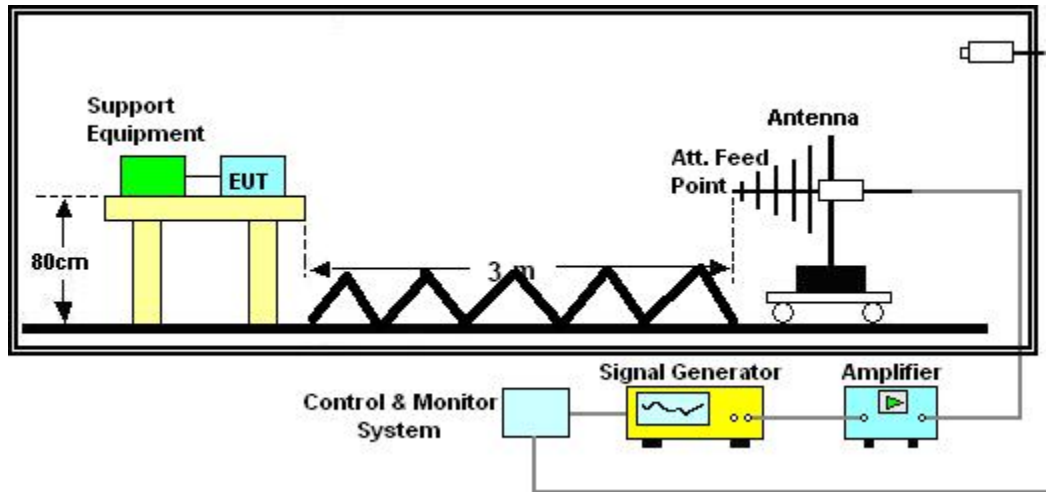 Support
Equipment
EUT
80cm
3 m
Att. Feed
Point
Antenna
Control & Monitor
System
Signal Generator
Amplifier